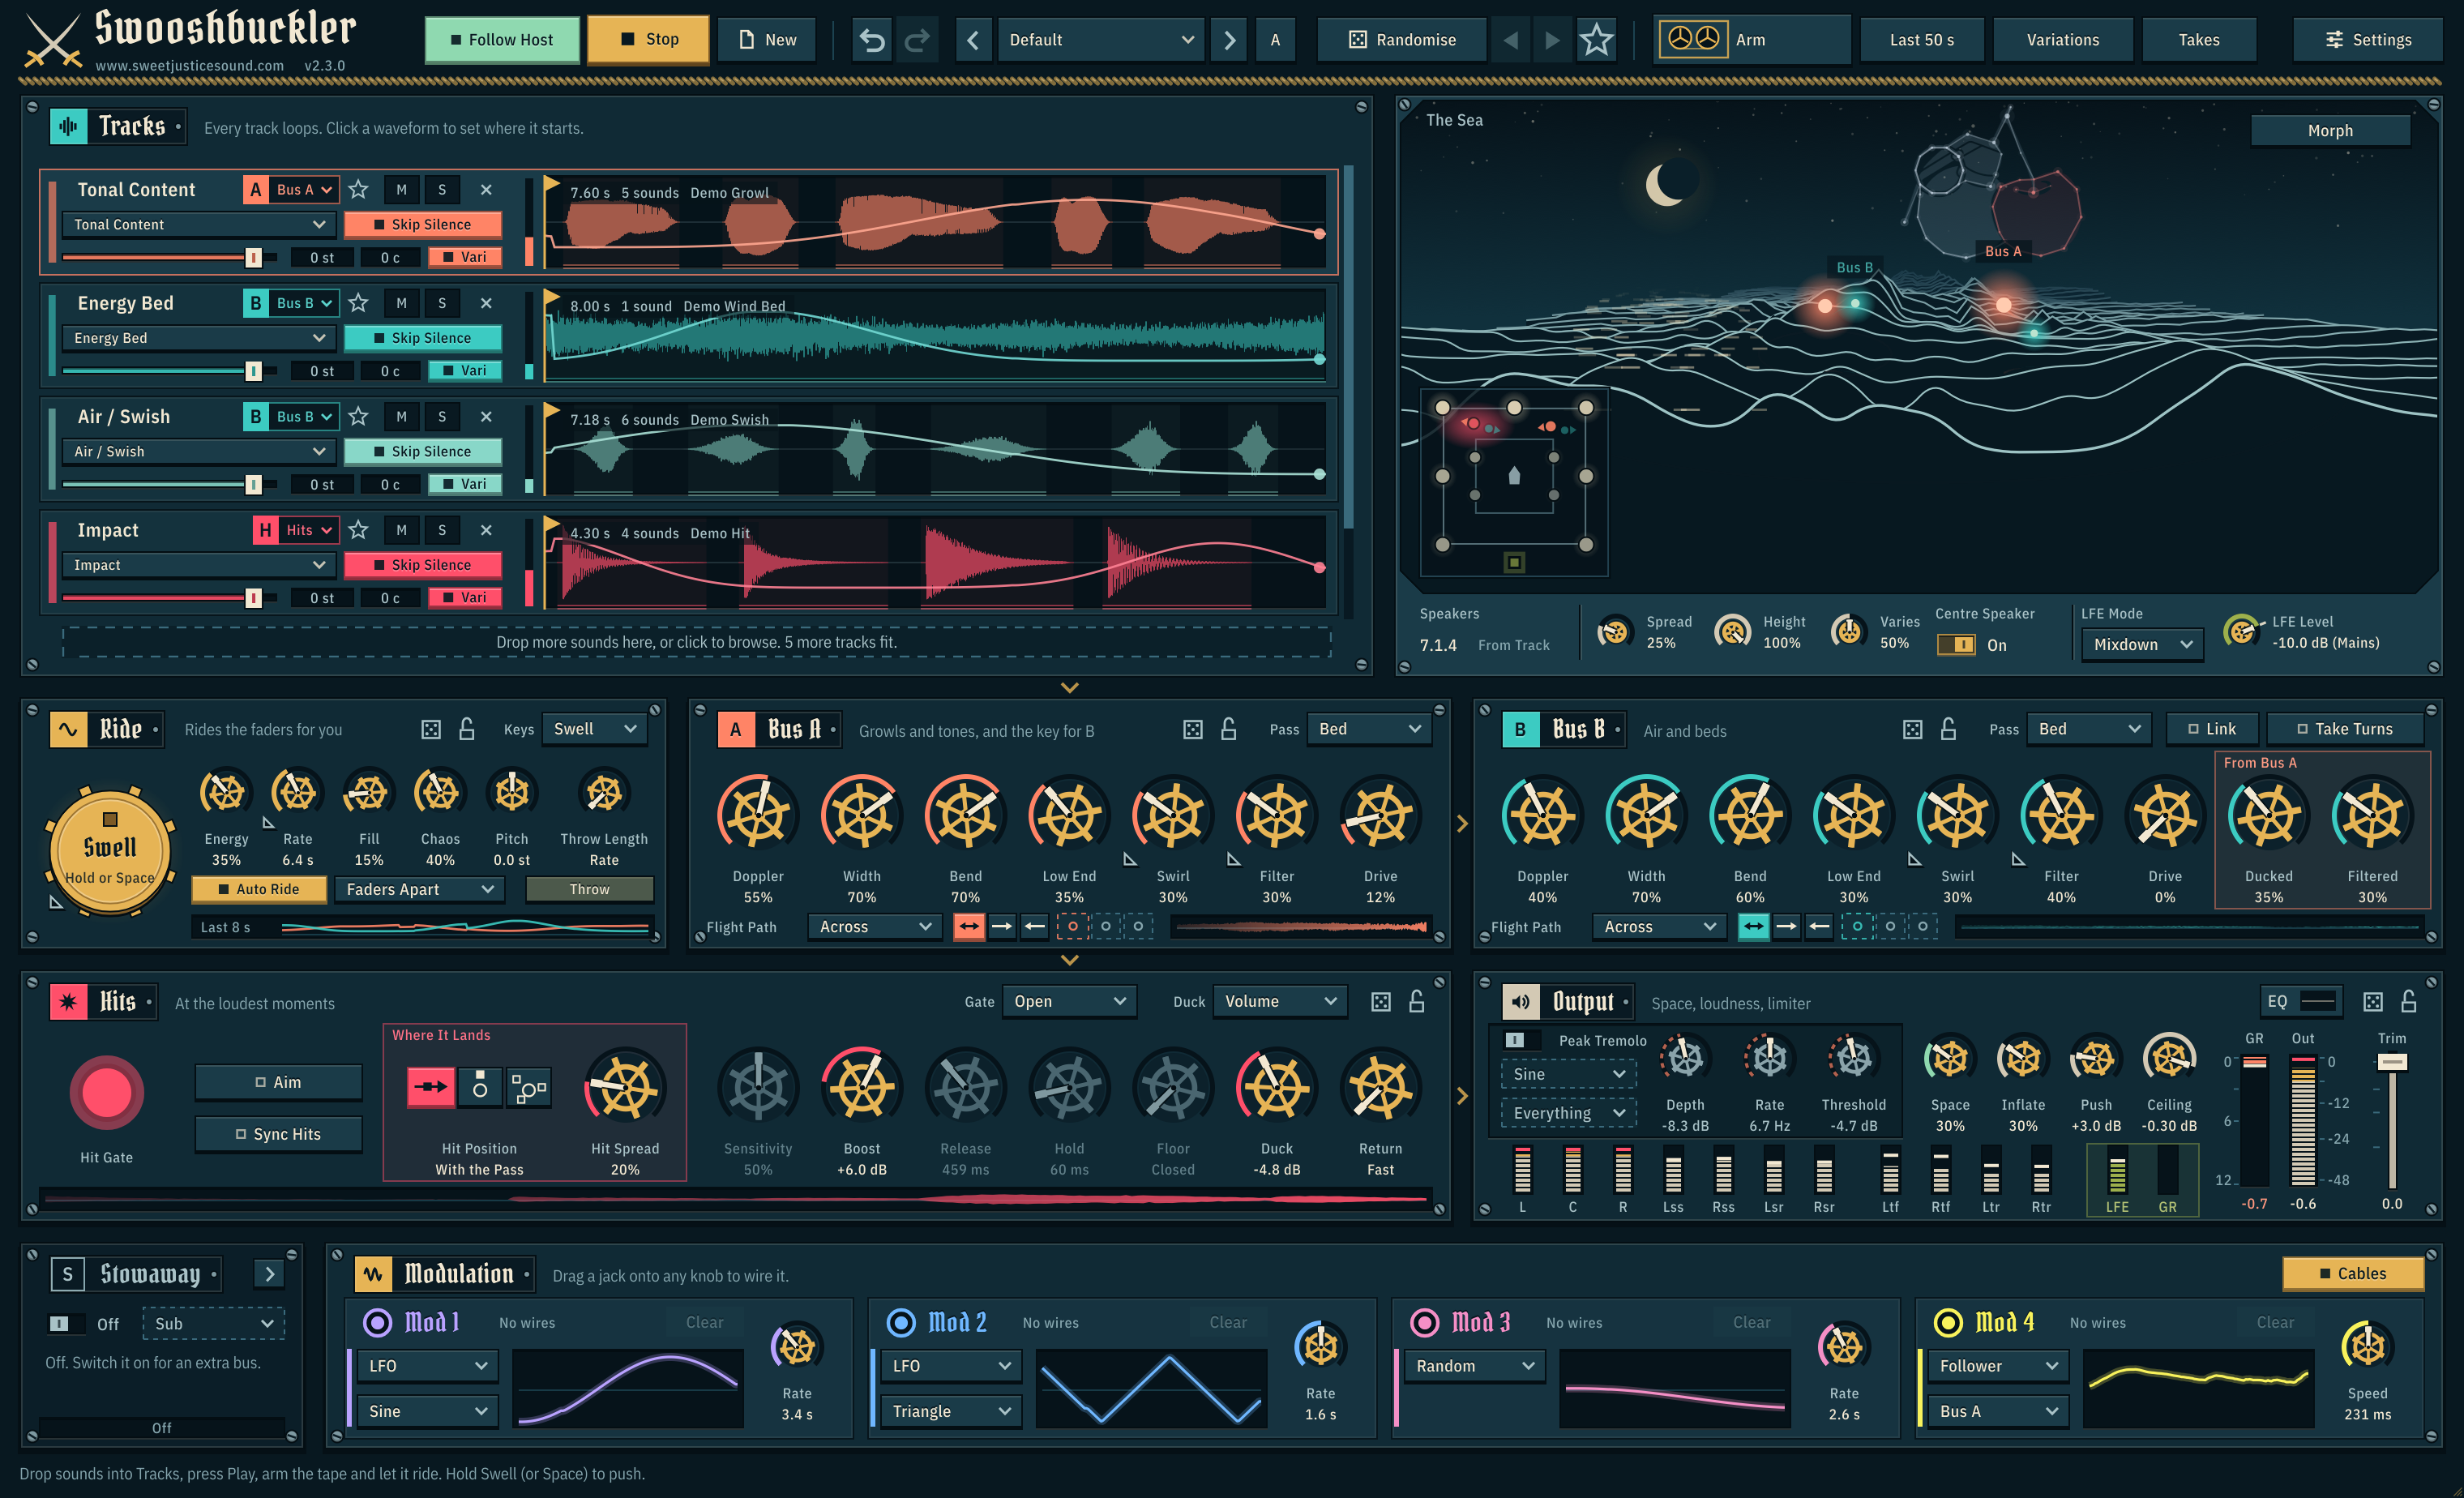 Swooshbuckler
www.sweetjusticesound.com v2.3.0
Follow Host
Stop
New
Default
A
Randomise
Arm
Last 50 s
Variations
Takes
Settings
Tracks
Every track loops. Click a waveform to set where it starts.
Tonal Content
A Bus A
M S
Tonal Content
Skip Silence
0 st 0 c Vari
7.60 s 5 sounds Demo Growl
Energy Bed
B Bus B
M S
Energy Bed
Skip Silence
0 st 0 c Vari
8.00 s 1 sound Demo Wind Bed
Air / Swish
B Bus B
M S
Air / Swish
Skip Silence
0 st 0 c Vari
7.18 s 6 sounds Demo Swish
Impact
H Hits
M S
Impact
Skip Silence
0 st 0 c Vari
4.30 s 4 sounds Demo Hit
Drop more sounds here, or click to browse. 5 more tracks fit.
The Sea
Morph
Bus B
Bus A
Speakers
7.1.4 From Track
Spread
25%
Height
100%
Varies
50%
Centre Speaker
On
LFE Mode
Mixdown
LFE Level
-10.0 dB (Mains)
Ride
Rides the faders for you
Keys Swell
Swell
Hold or Space
Energy Rate Fill Chaos Pitch Throw Length
35% 6.4 s 15% 40% 0.0 st Rate
Auto Ride
Faders Apart
Throw
Last 8 s
A Bus A
Growls and tones, and the key for B
Pass Bed
Doppler Width Bend Low End Swirl Filter Drive
55% 70% 70% 35% 30% 30% 12%
Flight Path Across
B Bus B
Air and beds
Pass Bed
Link
Take Turns
From Bus A
Doppler Width Bend Low End Swirl Filter Drive Ducked Filtered
40% 70% 60% 30% 30% 40% 0% 35% 30%
Flight Path Across
Hits
At the loudest moments
Gate Open
Duck Volume
Hit Gate
Aim
Sync Hits
Where It Lands
Hit Position
With the Pass
Hit Spread
20%
Sensitivity Boost Release Hold Floor Duck Return
50% +6.0 dB 459 ms 60 ms Closed -4.8 dB Fast
Output
Space, loudness, limiter
EQ
Peak Tremolo
Sine
Everything
Depth Rate Threshold
-8.3 dB 6.7 Hz -4.7 dB
Space Inflate Push Ceiling
30% 30% +3.0 dB -0.30 dB
GR Out Trim
0 0
-12
6 -24
12 -48
-0.7 -0.6 0.0
L C R Lss Rss Lsr Rsr Ltf Rtf Ltr Rtr LFE GR
S Stowaway
Off Sub
Off. Switch it on for an extra bus.
Off
Modulation
Drag a jack onto any knob to wire it.
Cables
Mod 1 No wires Clear
LFO
Sine
Rate
3.4 s
Mod 2 No wires Clear
LFO
Triangle
Rate
1.6 s
Mod 3 No wires Clear
Random
Rate
2.6 s
Mod 4 No wires Clear
Follower
Bus A
Speed
231 ms
Drop sounds into Tracks, press Play, arm the tape and let it ride. Hold Swell (or Space) to push.